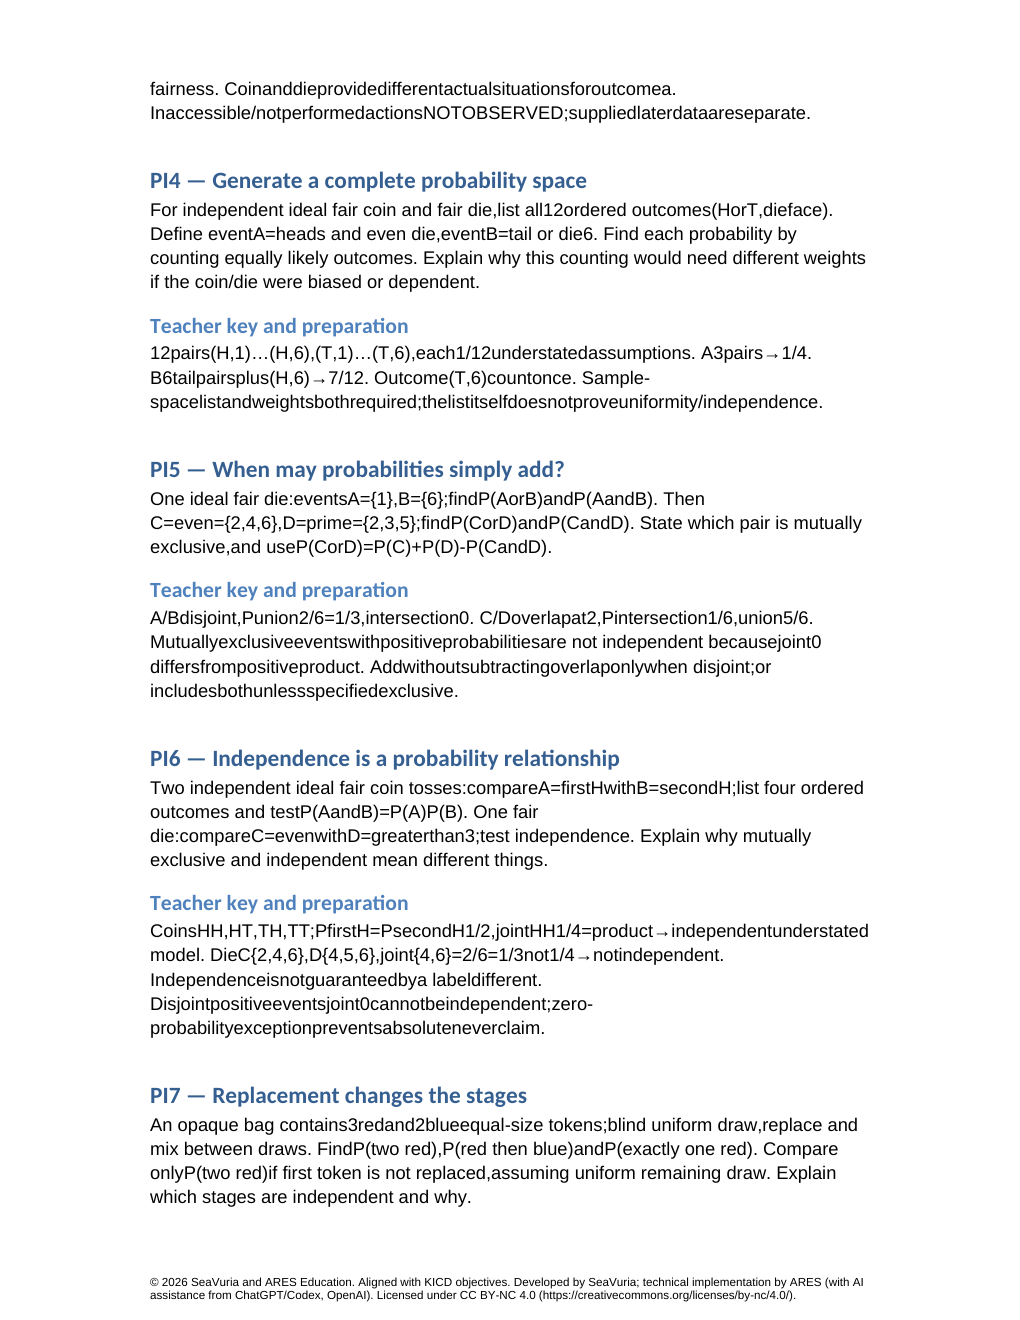 fairness. Coinanddieprovidedifferentactualsituationsforoutcomea.
Inaccessible/notperformedactionsNOTOBSERVED;suppliedlaterdataareseparate.
PI4 — Generate a complete probability space
For independent ideal fair coin and fair die,list all12ordered outcomes(HorT,dieface).
Define eventA=heads and even die,eventB=tail or die6. Find each probability by
counting equally likely outcomes. Explain why this counting would need different weights
if the coin/die were biased or dependent.
Teacher key and preparation
12pairs(H,1)…(H,6),(T,1)…(T,6),each1/12understatedassumptions. A3pairs→1/4.
B6tailpairsplus(H,6)→7/12. Outcome(T,6)countonce. Sample-
spacelistandweightsbothrequired;thelistitselfdoesnotproveuniformity/independence.
PI5 — When may probabilities simply add?
One ideal fair die:eventsA={1},B={6};findP(AorB)andP(AandB). Then
C=even={2,4,6},D=prime={2,3,5};findP(CorD)andP(CandD). State which pair is mutually
exclusive,and useP(CorD)=P(C)+P(D)-P(CandD).
Teacher key and preparation
A/Bdisjoint,Punion2/6=1/3,intersection0. C/Doverlapat2,Pintersection1/6,union5/6.
Mutuallyexclusiveeventswithpositiveprobabilitiesare not independent becausejoint0
differsfrompositiveproduct. Addwithoutsubtractingoverlaponlywhen disjoint;or
includesbothunlessspecifiedexclusive.
PI6 — Independence is a probability relationship
Two independent ideal fair coin tosses:compareA=firstHwithB=secondH;list four ordered
outcomes and testP(AandB)=P(A)P(B). One fair
die:compareC=evenwithD=greaterthan3;test independence. Explain why mutually
exclusive and independent mean different things.
Teacher key and preparation
CoinsHH,HT,TH,TT;PfirstH=PsecondH1/2,jointHH1/4=product→independentunderstated
model. DieC{2,4,6},D{4,5,6},joint{4,6}=2/6=1/3not1/4→notindependent.
Independenceisnotguaranteedbya labeldifferent.
Disjointpositiveeventsjoint0cannotbeindependent;zero-
probabilityexceptionpreventsabsoluteneverclaim.
PI7 — Replacement changes the stages
An opaque bag contains3redand2blueequal-size tokens;blind uniform draw,replace and
mix between draws. FindP(two red),P(red then blue)andP(exactly one red). Compare
onlyP(two red)if first token is not replaced,assuming uniform remaining draw. Explain
which stages are independent and why.
© 2026 SeaVuria and ARES Education. Aligned with KICD objectives. Developed by SeaVuria; technical implementation by ARES (with AI
assistance from ChatGPT/Codex, OpenAI). Licensed under CC BY-NC 4.0 (https://creativecommons.org/licenses/by-nc/4.0/).